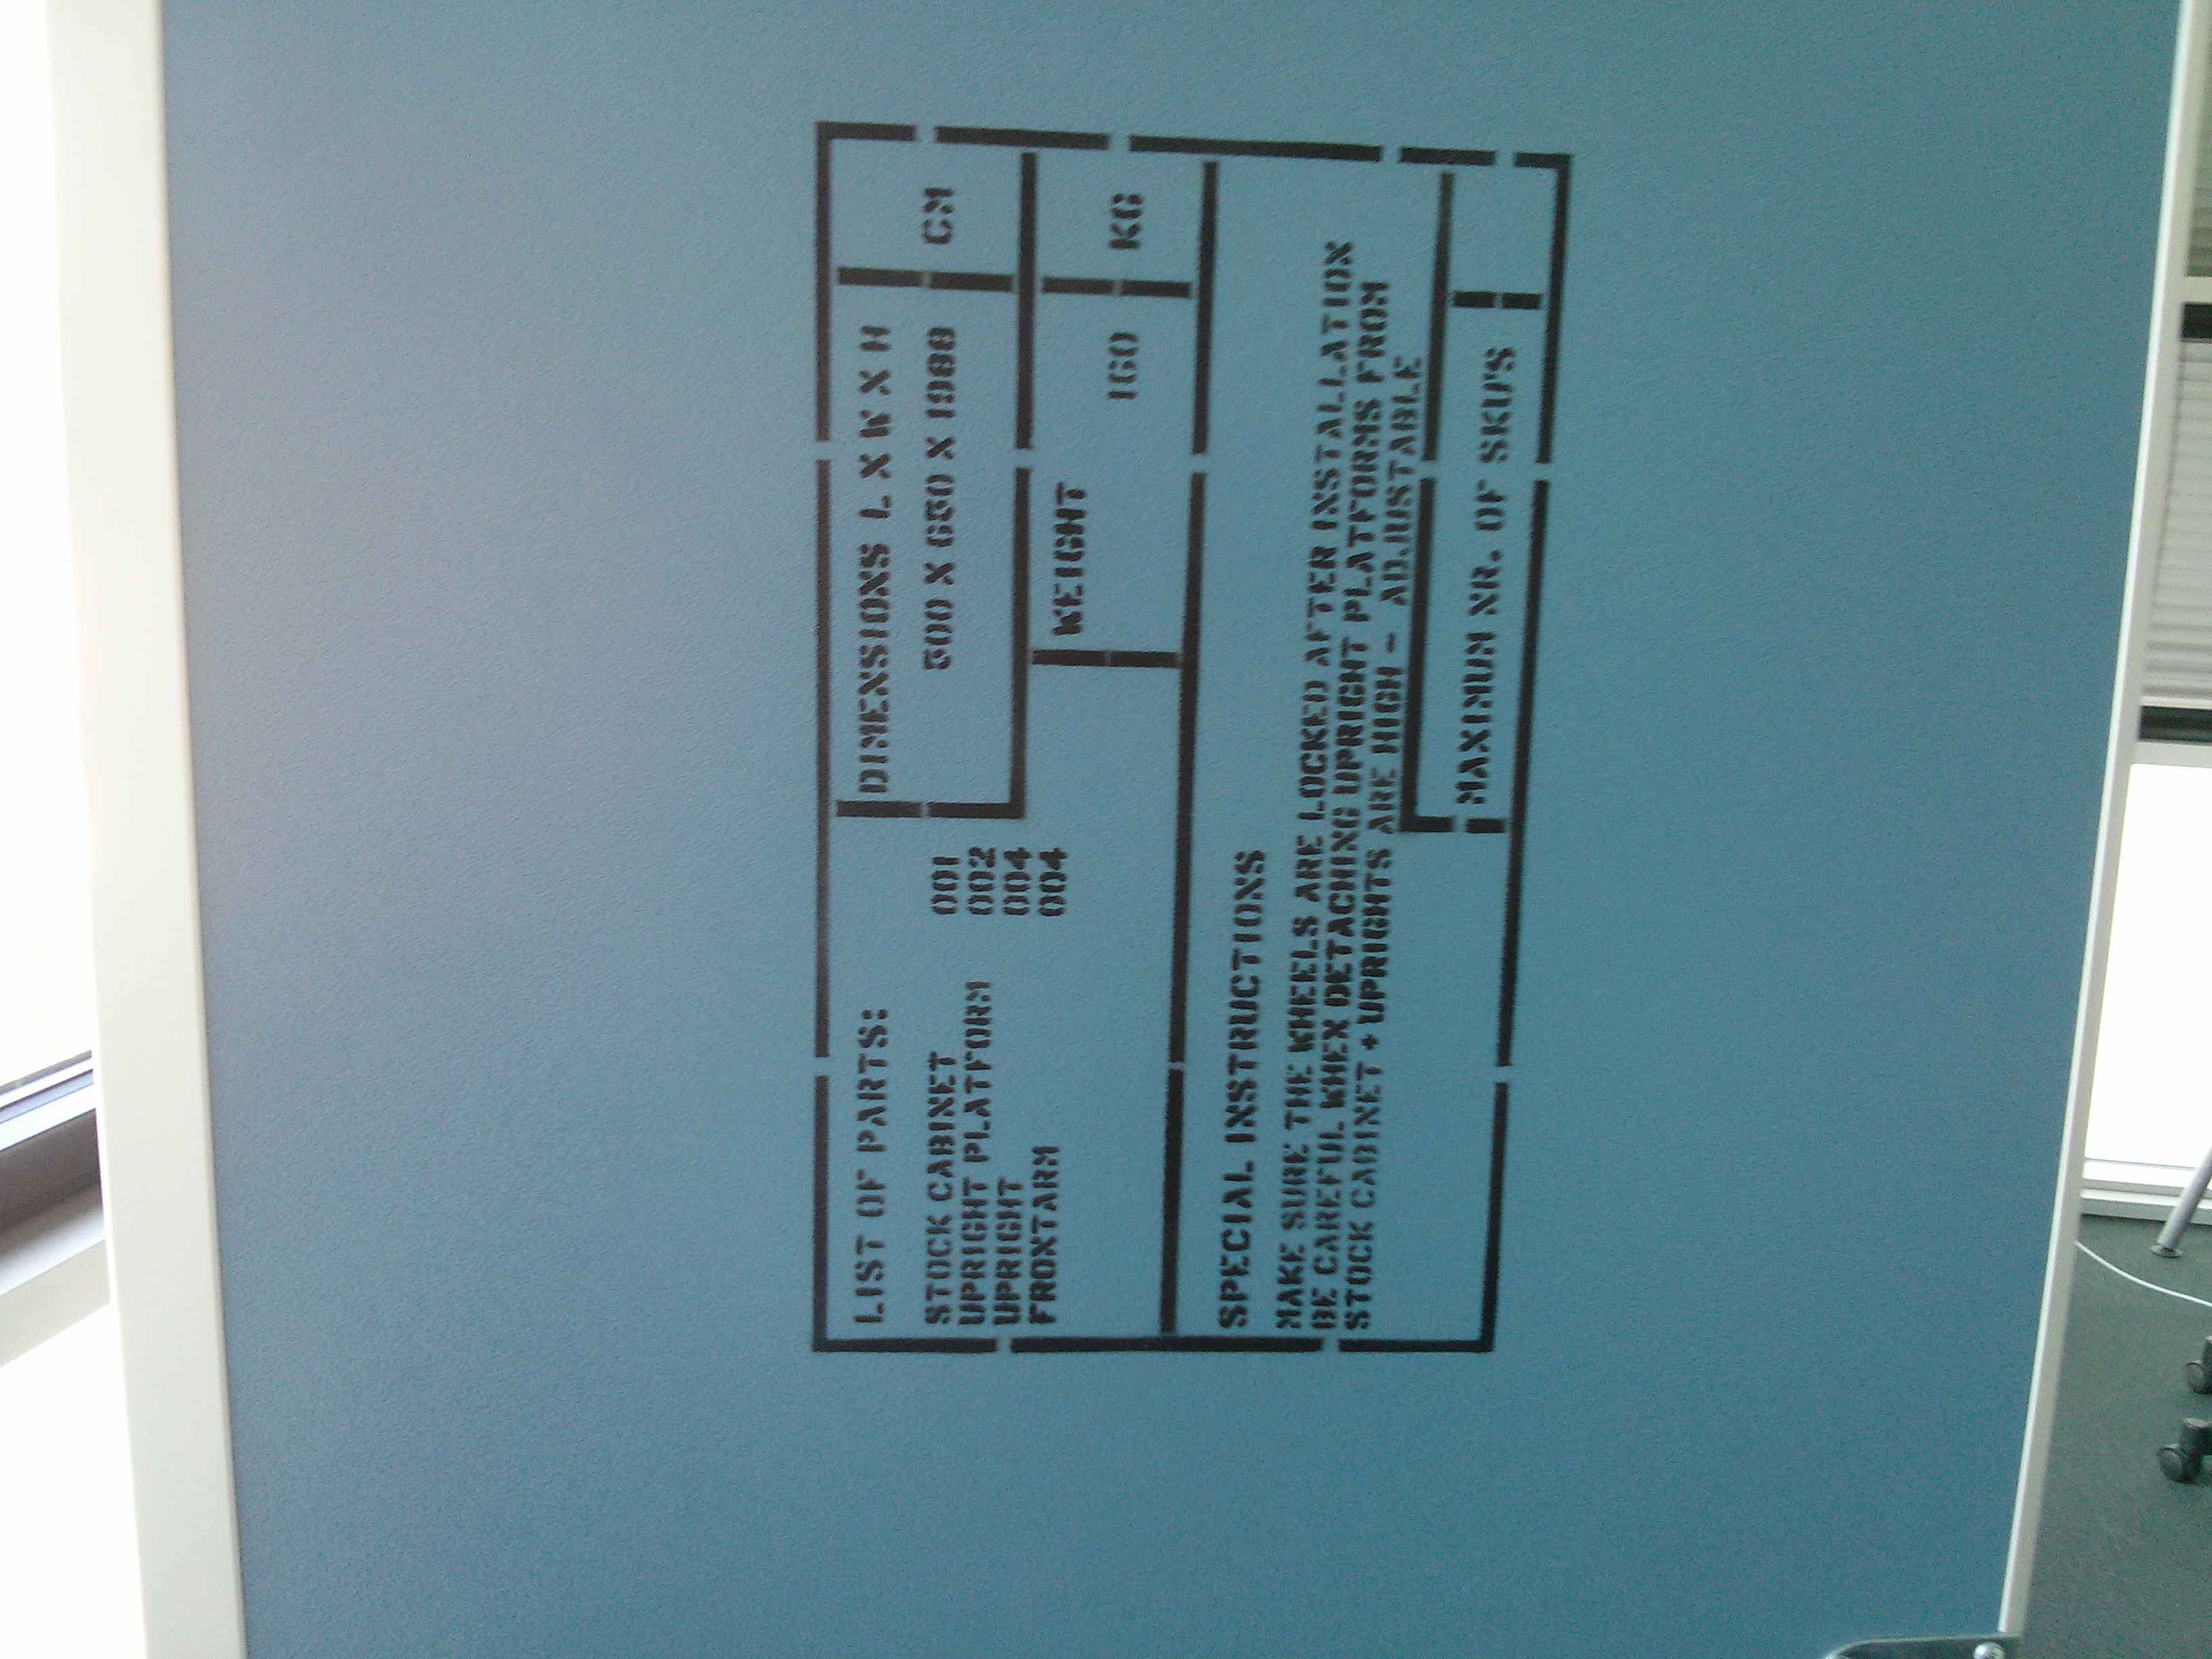 LIST OF PARTS:
STOCK CABINET 001
UPRIGHT PLATFORM 002
UPRIGHT 004
FRONTARM 004
DIMENSIONS L X W X H
500 X 650 X 1980 CM
WEIGHT
160 KG
SPECIAL INSTRUCTIONS
MAKE SURE THE WHEELS ARE LOCKED AFTER INSTALLATION
BE CAREFUL WHEN DETACHING UPRIGHT PLATFORMS FROM
STOCK CABINET + UPRIGHTS ARE HIGH - ADJUSTABLE
MAXIMUM NR. OF SKU'S